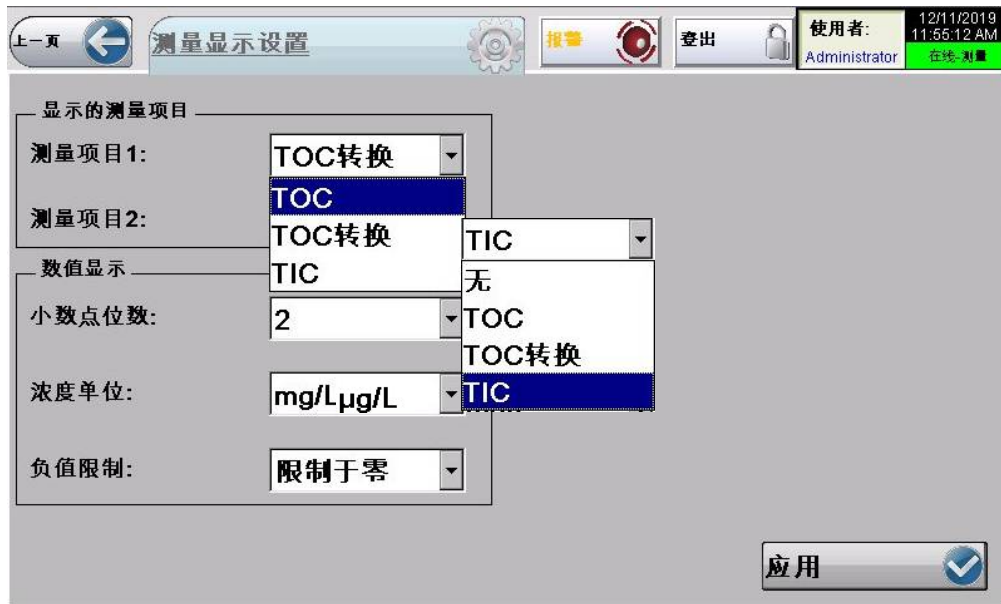 上一页
测量显示设置
报警
登出
使用者:
Administrator
12/11/2019
11:55:12 AM
在线-测量
显示的测量项目
测量项目1:
TOC转换
TOC
TOC转换
TIC
测量项目2:
TIC
无
TOC
TOC转换
TIC
数值显示
小数点位数:
2
浓度单位:
mg/Lµg/L
负值限制:
限制于零
应用